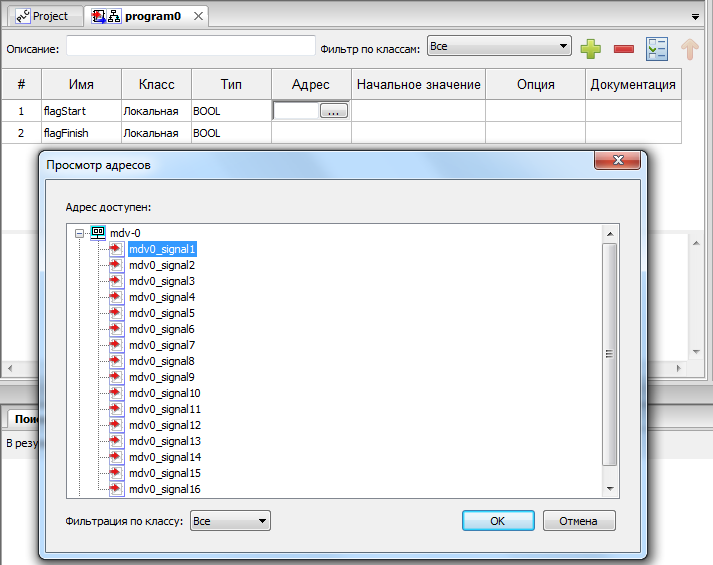 Project program0
Описание: Фильтр по классам: Все
# Имя Класс Тип Адрес Начальное значение Опция Документация
1 flagStart Локальная BOOL ...
2 flagFinish Локальная BOOL
Просмотр адресов
Адрес доступен:
mdv-0
mdv0_signal1
mdv0_signal2
mdv0_signal3
mdv0_signal4
mdv0_signal5
mdv0_signal6
mdv0_signal7
mdv0_signal8
mdv0_signal9
mdv0_signal10
mdv0_signal11
mdv0_signal12
mdv0_signal13
mdv0_signal14
mdv0_signal15
mdv0_signal16
Пои
В резу
Фильтрация по классу: Все OK Отмена